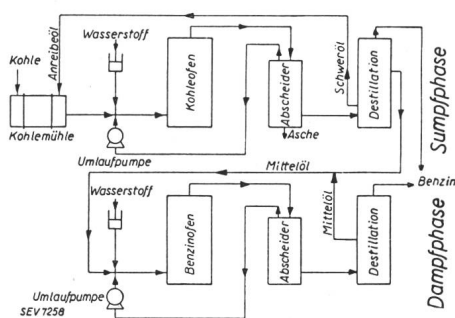 Wasserstoff
Kohle
Anreibeöl
Kohleofen
Abscheider
Schweröl
Destillation
Sumpfphase
Kohlemühle
Asche
Umlaufpumpe
Mittelöl
Benzin
Wasserstoff
Benzinofen
Abscheider
Mittelöl
Destillation
Dampfphase
Umlaufpumpe
SEV 7258